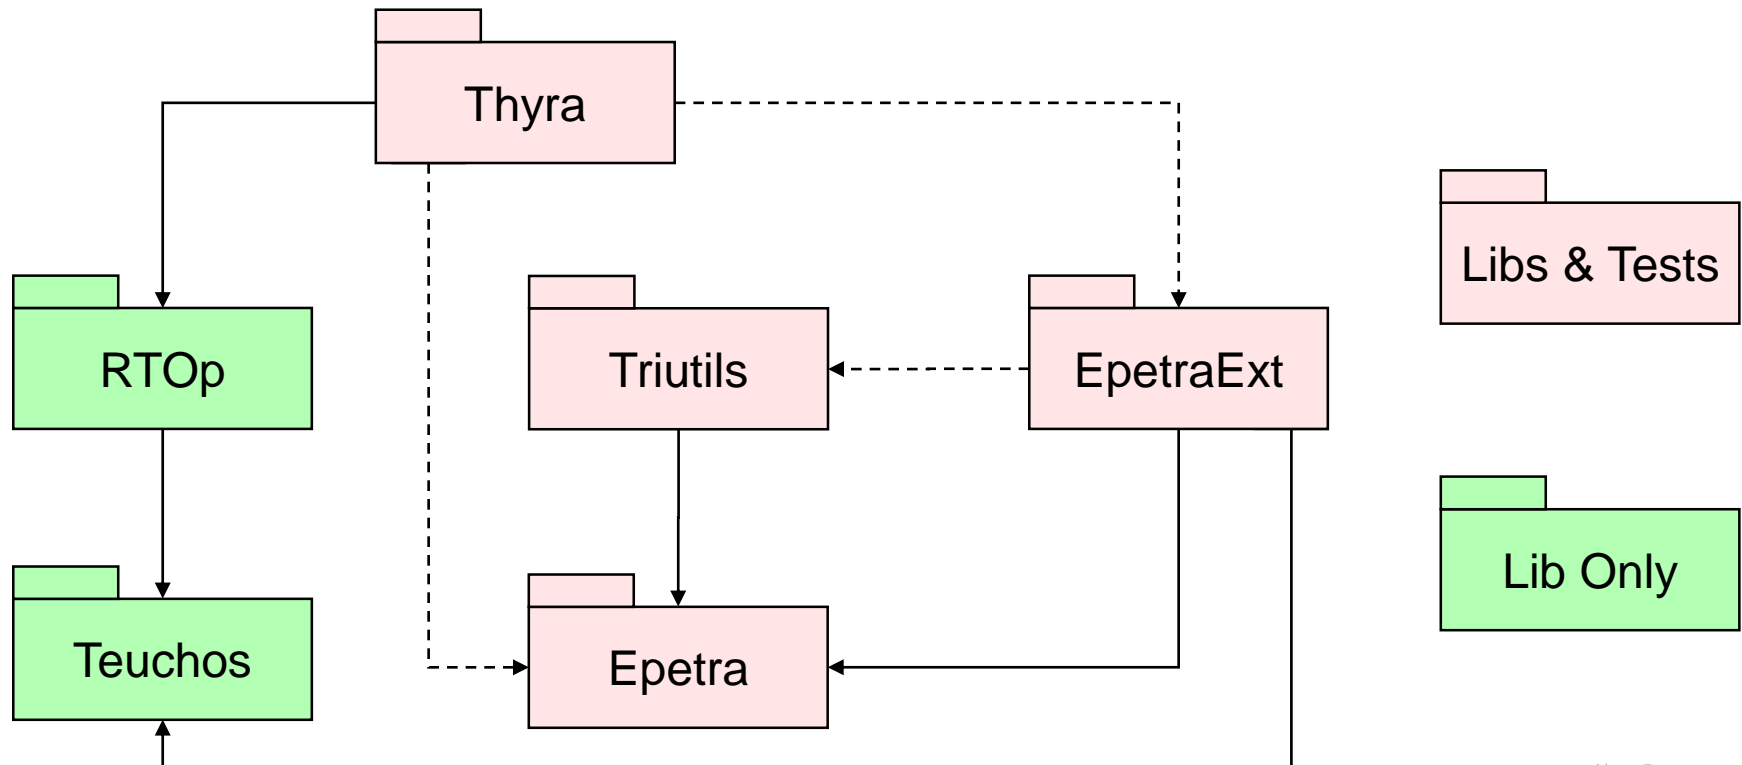 Thyra
Libs & Tests
RTOp
Triutils
EpetraExt
Lib Only
Teuchos
Epetra